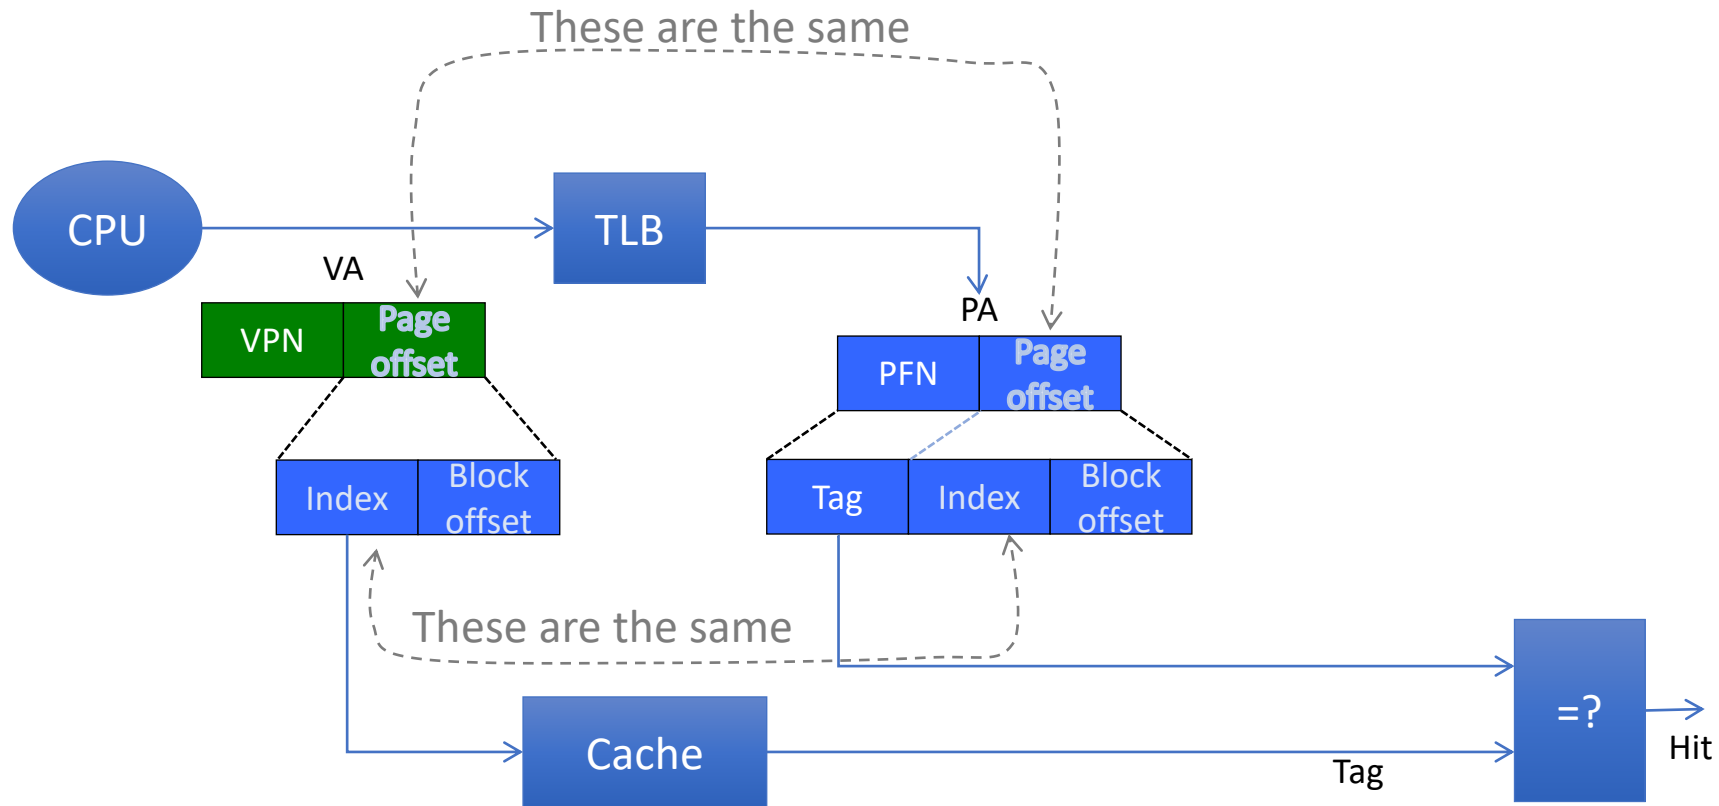 These are the same
CPU
TLB
VA
PA
VPN
Page
offset
PFN
Page
offset
Index
Block
offset
Tag
Index
Block
offset
These are the same
=?
Cache
Hit
Tag